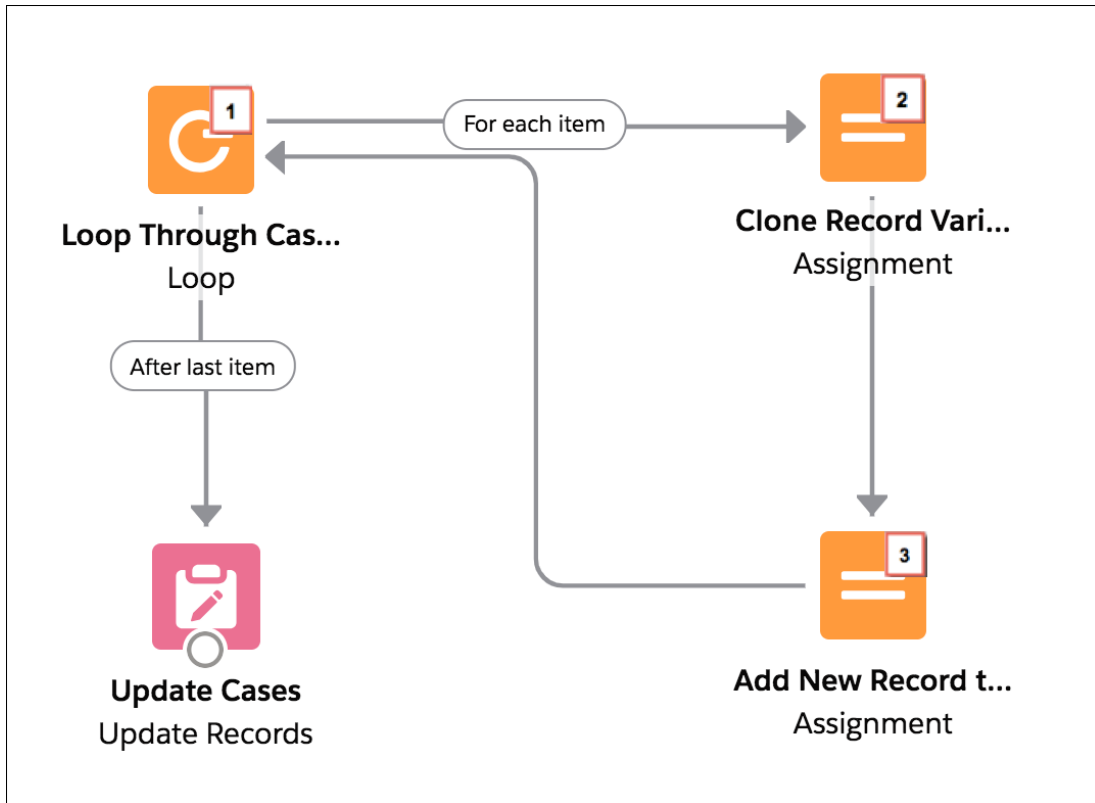 1
For each item
2
Loop Through Cas...
Loop
Clone Record Vari...
Assignment
After last item
3
Update Cases
Update Records
Add New Record t...
Assignment